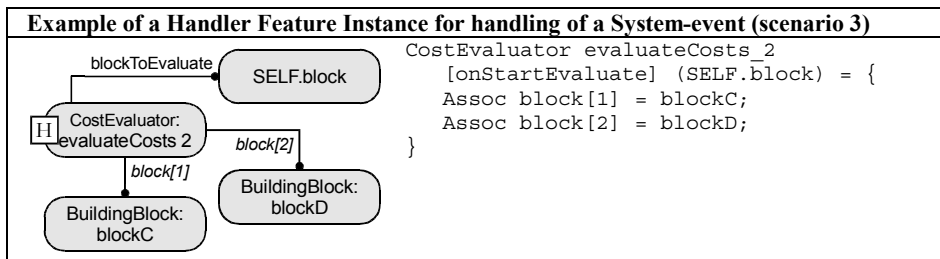 Example of a Handler Feature Instance for handling of a System-event (scenario 3)
blockToEvaluate
SELF.block
H
CostEvaluator:
evaluateCosts 2
block[2]
block[1]
BuildingBlock:
blockD
BuildingBlock:
blockC
CostEvaluator evaluateCosts_2
[onStartEvaluate] (SELF.block) = {
Assoc block[1] = blockC;
Assoc block[2] = blockD;
}